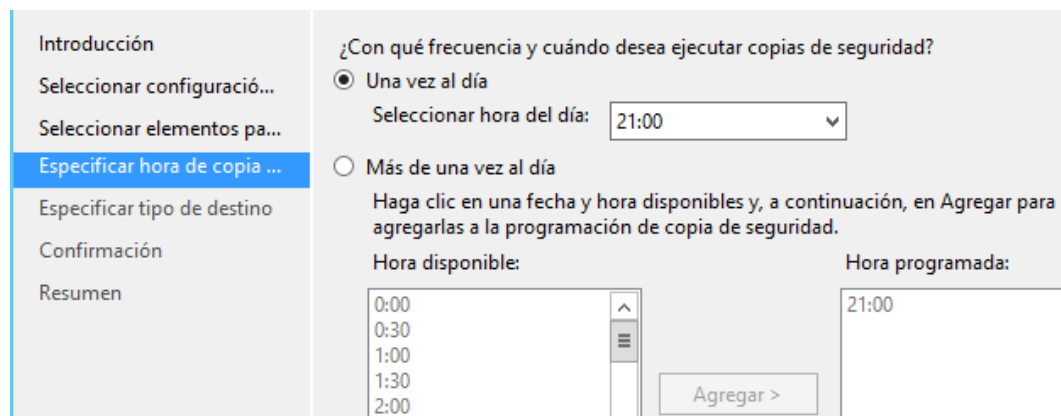 Introducción
Seleccionar configuració...
Seleccionar elementos pa...
Especificar hora de copia ...
Especificar tipo de destino
Confirmación
Resumen
¿Con qué frecuencia y cuándo desea ejecutar copias de seguridad?
Una vez al día
Seleccionar hora del día: 21:00
Más de una vez al día
Haga clic en una fecha y hora disponibles y, a continuación, en Agregar para
agregarlas a la programación de copia de seguridad.
Hora disponible:
0:00
0:30
1:00
1:30
2:00
Agregar >
Hora programada:
21:00